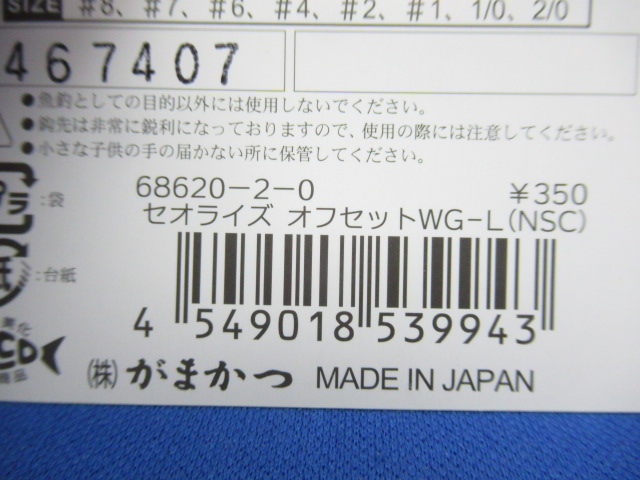 SIZE #8、#7、#6、#4、#2、#1、1/0、2/0
467407
●魚釣としての目的以外には使用しないでください。
●鈎先は非常に鋭利になっておりますので、使用の際には注意してください。
●小さな子供の手の届かない所に保管してください。
68620-2-0 ¥350
セオライズ オフセットWG-L(NSC)
プラ :袋
紙 :台紙
4 549018 539943
CD
商品
(株) がまかつ MADE IN JAPAN